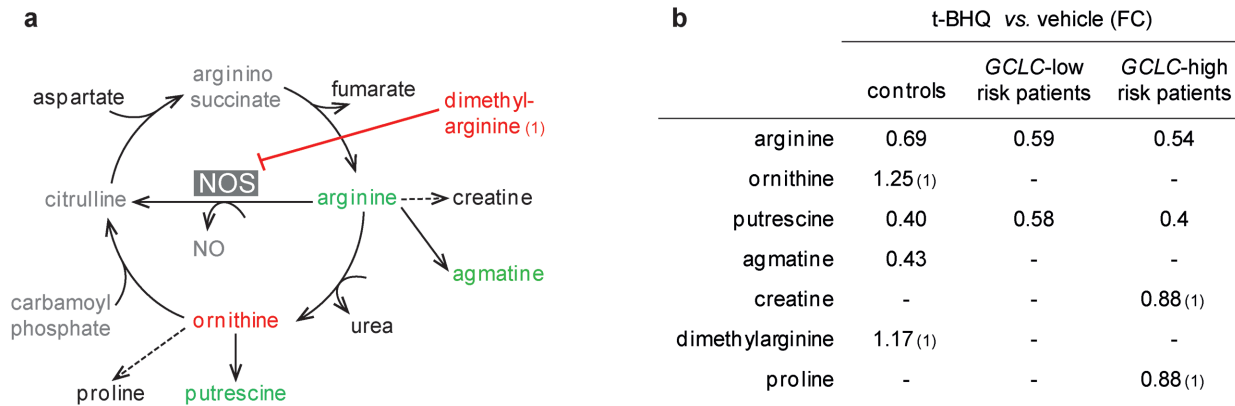 a
arginino
succinate
aspartate
fumarate
dimethyl-
arginine (1)
NOS
citrulline
arginine
creatine
NO
agmatine
carbamoyl
phosphate
ornithine
urea
proline
putrescine
b
t-BHQ vs. vehicle (FC)
controls
GCLC-low
risk patients
GCLC-high
risk patients
arginine 0.69 0.59 0.54
ornithine 1.25 (1) - -
putrescine 0.40 0.58 0.4
agmatine 0.43 - -
creatine - - 0.88 (1)
dimethylarginine 1.17 (1) - -
proline - - 0.88 (1)